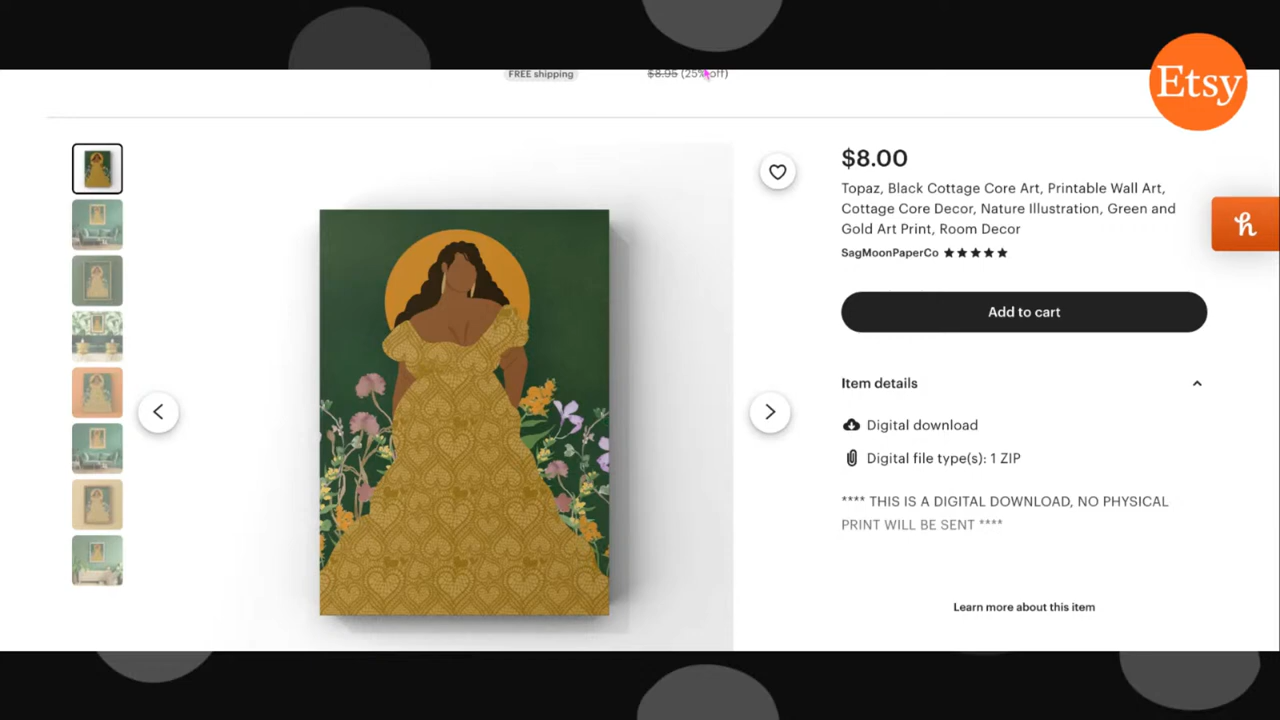 FREE shipping
$8.95 (25% off)
Etsy
$8.00
Topaz, Black Cottage Core Art, Printable Wall Art,
Cottage Core Decor, Nature Illustration, Green and
Gold Art Print, Room Decor
SagMoonPaperCo ★★★★★
h
Add to cart
Item details
Digital download
Digital file type(s): 1 ZIP
**** THIS IS A DIGITAL DOWNLOAD, NO PHYSICAL
PRINT WILL BE SENT ****
Learn more about this item